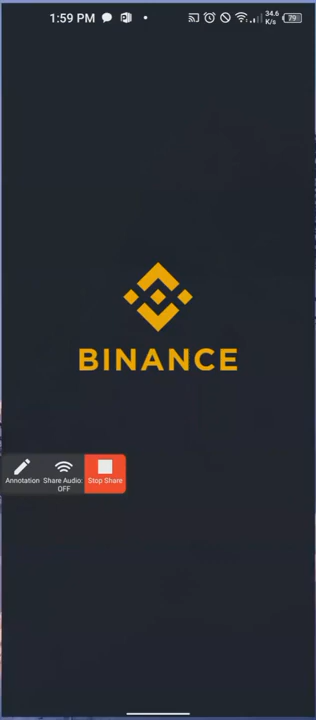 1:59 PM
34.6
K/s
79
BINANCE
Annotation
Share Audio:
OFF
Stop Share